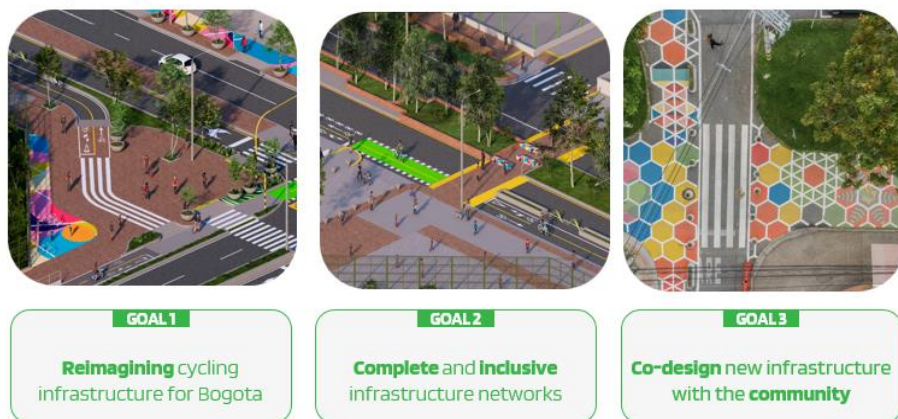 GOAL 1
Reimagining cycling
infrastructure for Bogota
GOAL 2
Complete and inclusive
infrastructure networks
GOAL 3
Co-design new infrastructure
with the community